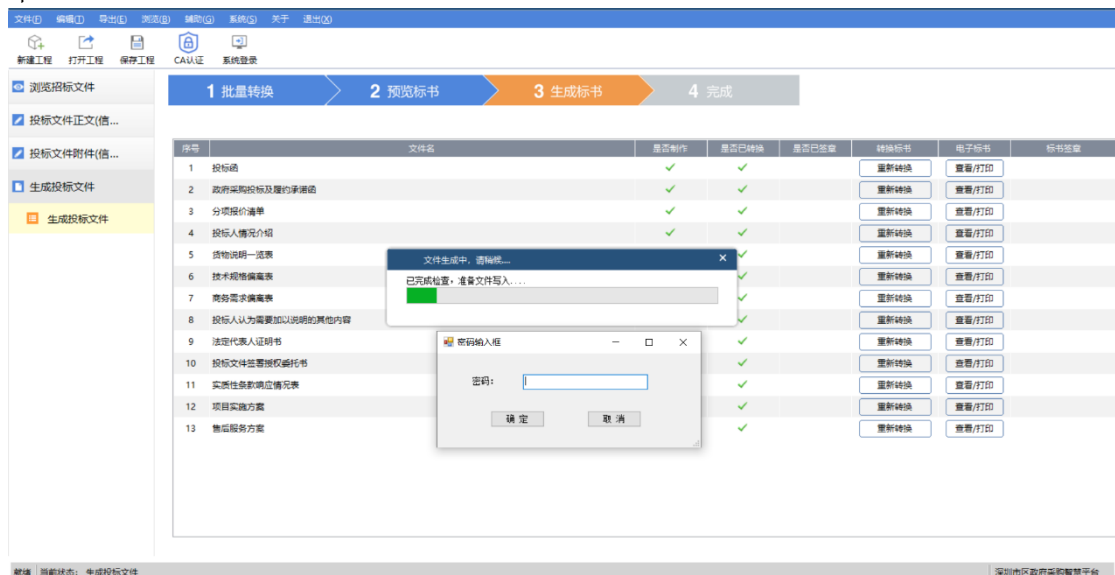 文件(F) 编辑(I) 导出(E) 浏览(B) 辅助(G) 系统(S) 关于 退出(X)
新建工程 打开工程 保存工程 CA认证 系统登录
浏览招标文件
1 批量转换 2 预览标书 3 生成标书 4 完成
投标文件正文(信...
投标文件附件(信...
生成投标文件
生成投标文件
序号 文件名 是否制作 是否已转换 是否已签章 转换标书 电子标书 标书签章
1 投标函 重新转换 查看/打印
2 政府采购投标及履约承诺函 重新转换 查看/打印
3 分项报价清单 重新转换 查看/打印
4 投标人情况介绍 重新转换 查看/打印
5 货物说明一览表 重新转换 查看/打印
6 技术规格偏离表 重新转换 查看/打印
7 商务需求偏离表 重新转换 查看/打印
8 投标人认为需要加以说明的其他内容 重新转换 查看/打印
9 法定代表人证明书 重新转换 查看/打印
10 投标文件签署授权委托书 重新转换 查看/打印
11 实质性条款响应情况表 重新转换 查看/打印
12 项目实施方案 重新转换 查看/打印
13 售后服务方案 重新转换 查看/打印
文件生成中，请稍候....
已完成检查，准备文件写入....
密码输入框
密码：
确 定 取 消
就绪 当前状态： 生成投标文件 深圳市区政府采购智慧平台